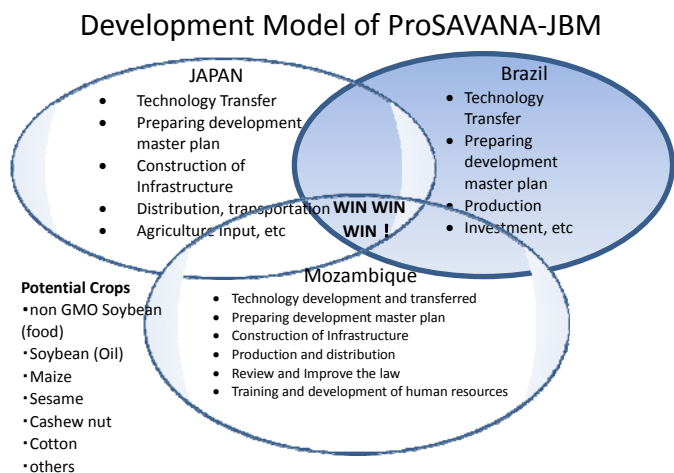 Development Model of ProSAVANA-JBM
JAPAN
• Technology Transfer
• Preparing development
master plan
• Construction of
Infrastructure
• Distribution, transportation
• Agriculture Input, etc
Brazil
• Technology
Transfer
• Preparing
development
master plan
• Production
• Investment, etc
WIN WIN
WIN !
Mozambique
• Technology development and transferred
• Preparing development master plan
• Construction of Infrastructure
• Production and distribution
• Review and Improve the law
• Training and development of human resources
Potential Crops
・non GMO Soybean
(food)
・Soybean (Oil)
・Maize
・Sesame
・Cashew nut
・Cotton
・others